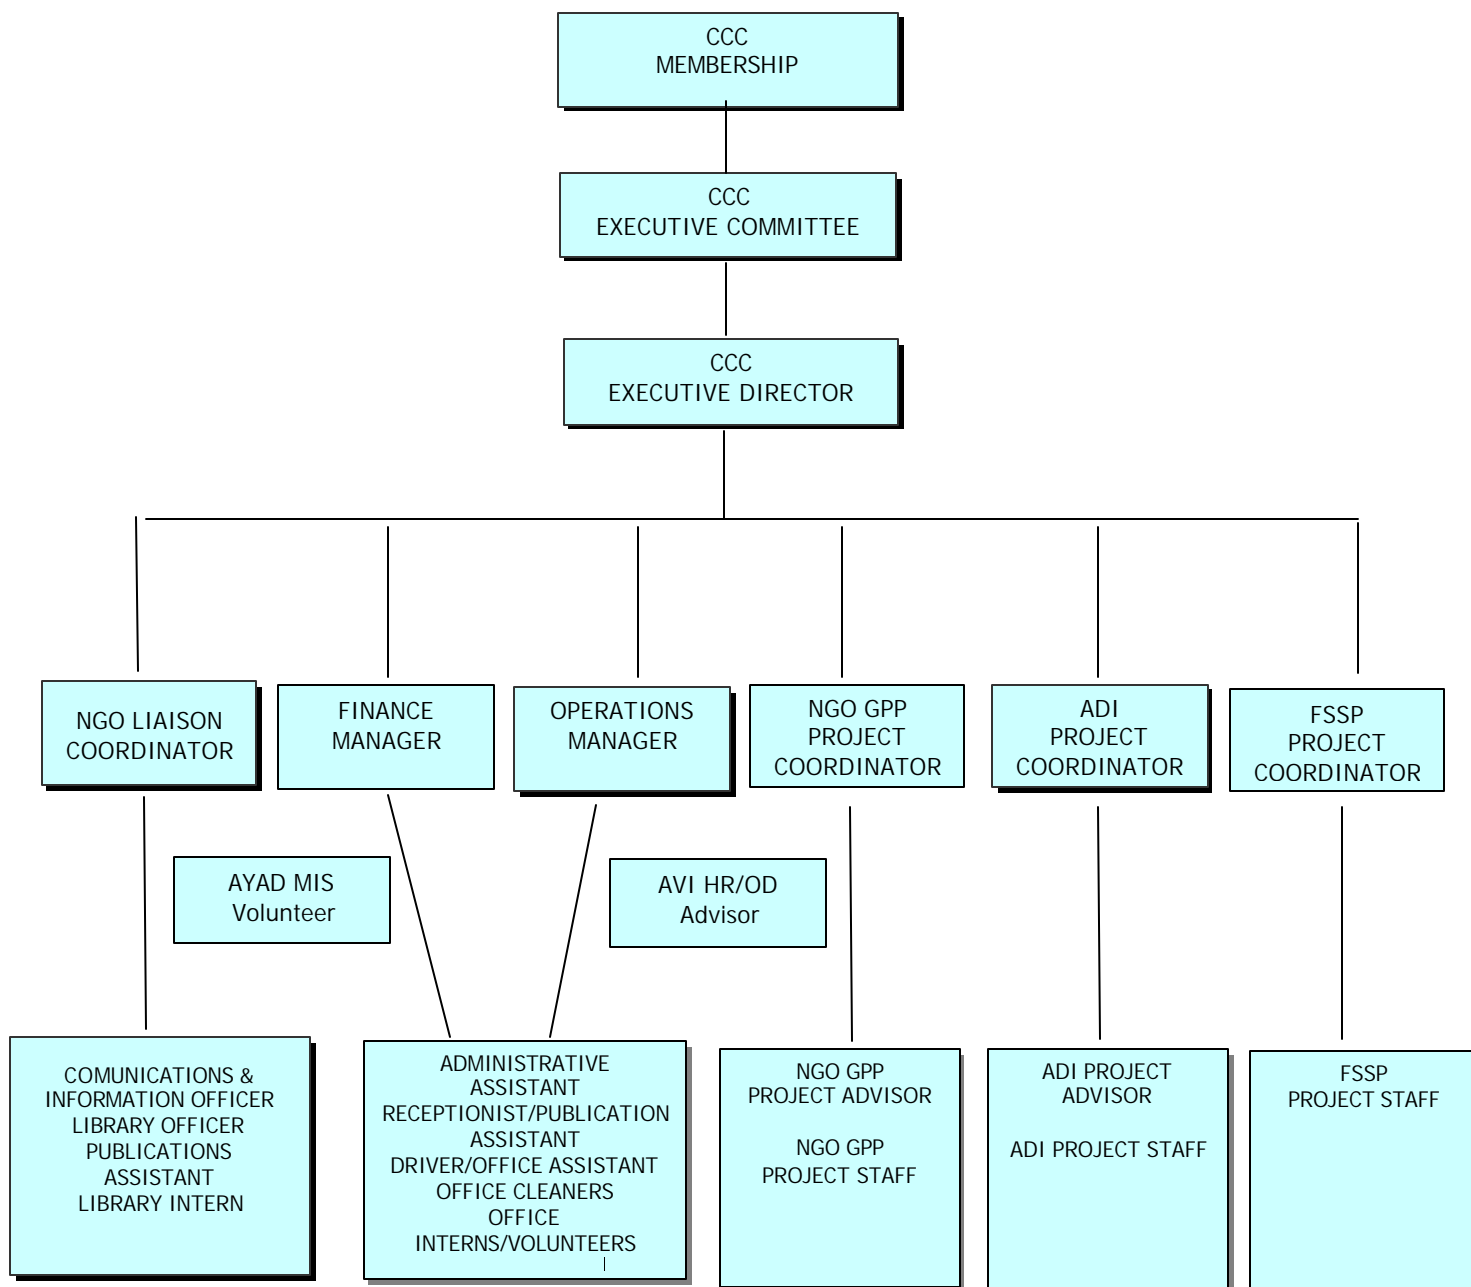 CCC
MEMBERSHIP
CCC
EXECUTIVE COMMITTEE
CCC
EXECUTIVE DIRECTOR
NGO LIAISON
COORDINATOR
FINANCE
MANAGER
OPERATIONS
MANAGER
NGO GPP
PROJECT
COORDINATOR
ADI
PROJECT
COORDINATOR
FSSP
PROJECT
COORDINATOR
AYAD MIS
Volunteer
AVI HR/OD
Advisor
COMUNICATIONS &
INFORMATION OFFICER
LIBRARY OFFICER
PUBLICATIONS
ASSISTANT
LIBRARY INTERN
ADMINISTRATIVE
ASSISTANT
RECEPTIONIST/PUBLICATION
ASSISTANT
DRIVER/OFFICE ASSISTANT
OFFICE CLEANERS
OFFICE
INTERNS/VOLUNTEERS
NGO GPP
PROJECT ADVISOR
NGO GPP
PROJECT STAFF
ADI PROJECT
ADVISOR
ADI PROJECT STAFF
FSSP
PROJECT STAFF